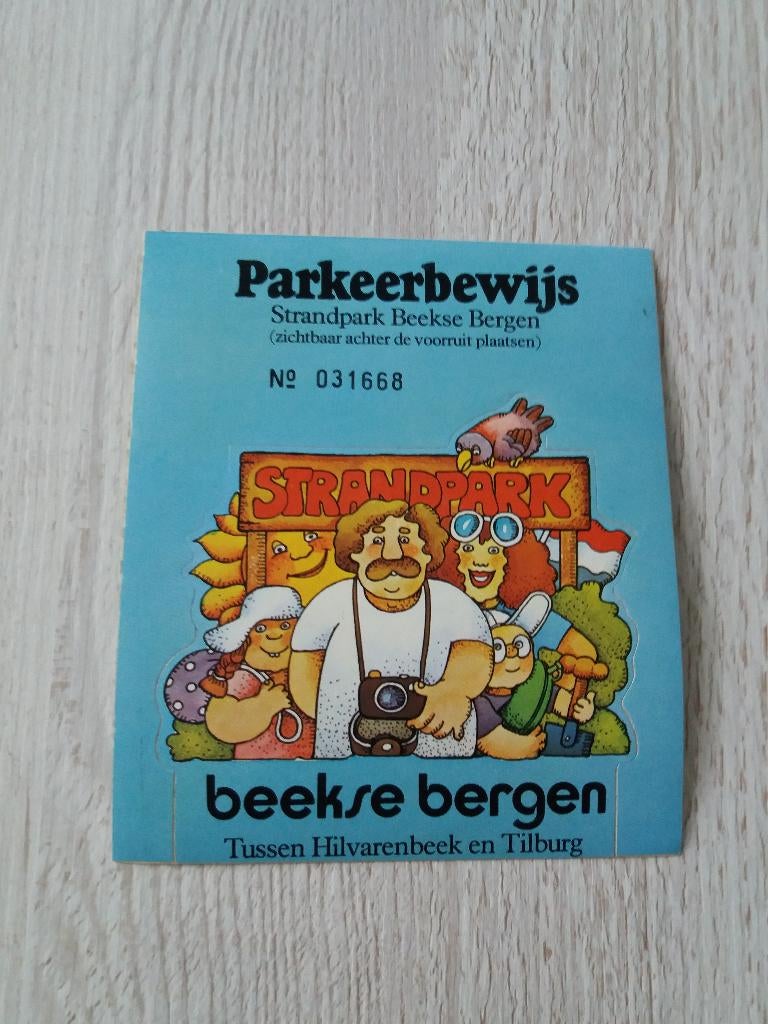 Parkeerbewijs
Strandpark Beekse Bergen
(zichtbaar achter de voorruit plaatsen)
Nº 031668
STRANDPARK
beekse bergen
Tussen Hilvarenbeek en Tilburg